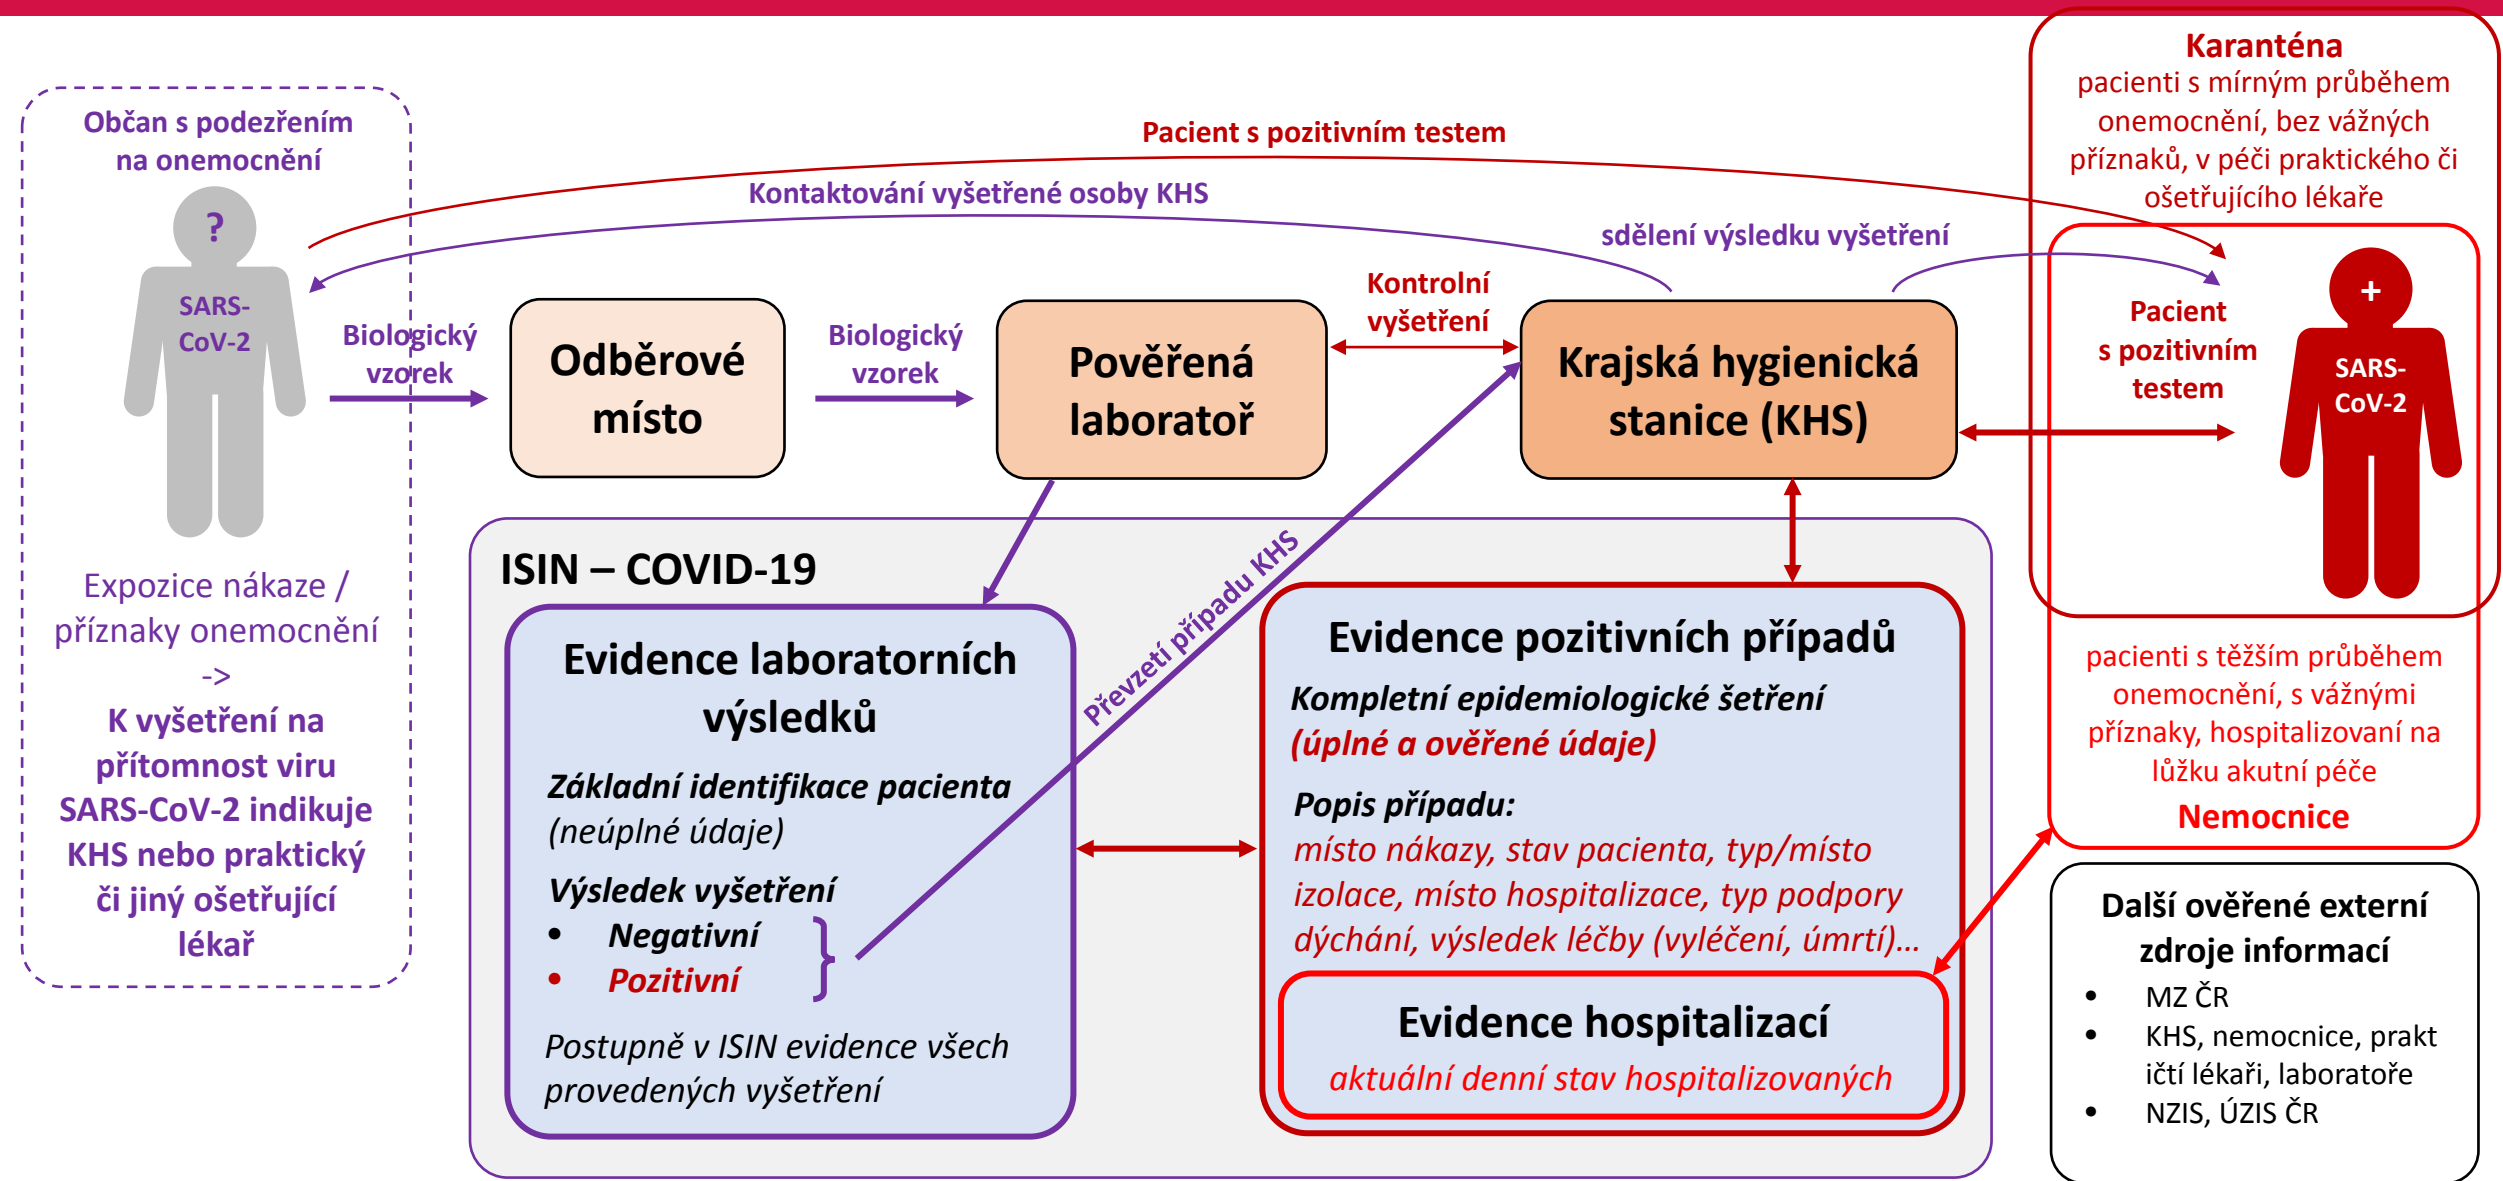 Občan s podezřením
na onemocnění
?
SARS-
CoV-2
Expozice nákaze /
příznaky onemocnění
->
K vyšetření na
přítomnost viru
SARS-CoV-2 indikuje
KHS nebo praktický
či jiný ošetřující
lékař
Pacient s pozitivním testem
Kontaktování vyšetřené osoby KHS
sdělení výsledku vyšetření
Biologický
vzorek
Odběrové
místo
Biologický
vzorek
Pověřená
laboratoř
Kontrolní
vyšetření
Krajská hygienická
stanice (KHS)
Karanténa
pacienti s mírným průběhem
onemocnění, bez vážných
příznaků, v péči praktického či
ošetřujícího lékaře
Pacient
s pozitivním
testem
+
SARS-
CoV-2
pacienti s těžším průběhem
onemocnění, s vážnými
příznaky, hospitalizovaní na
lůžku akutní péče
Nemocnice
ISIN – COVID-19
Evidence laboratorních
výsledků
Základní identifikace pacienta
(neúplné údaje)
Výsledek vyšetření
• Negativní
• Pozitivní
Postupně v ISIN evidence všech
provedených vyšetření
Převzetí případu KHS
Evidence pozitivních případů
Kompletní epidemiologické šetření
(úplné a ověřené údaje)
Popis případu:
místo nákazy, stav pacienta, typ/místo
izolace, místo hospitalizace, typ podpory
dýchání, výsledek léčby (vyléčení, úmrtí)…
Evidence hospitalizací
aktuální denní stav hospitalizovaných
Další ověřené externí
zdroje informací
• MZ ČR
• KHS, nemocnice, prakt
ičtí lékaři, laboratoře
• NZIS, ÚZIS ČR